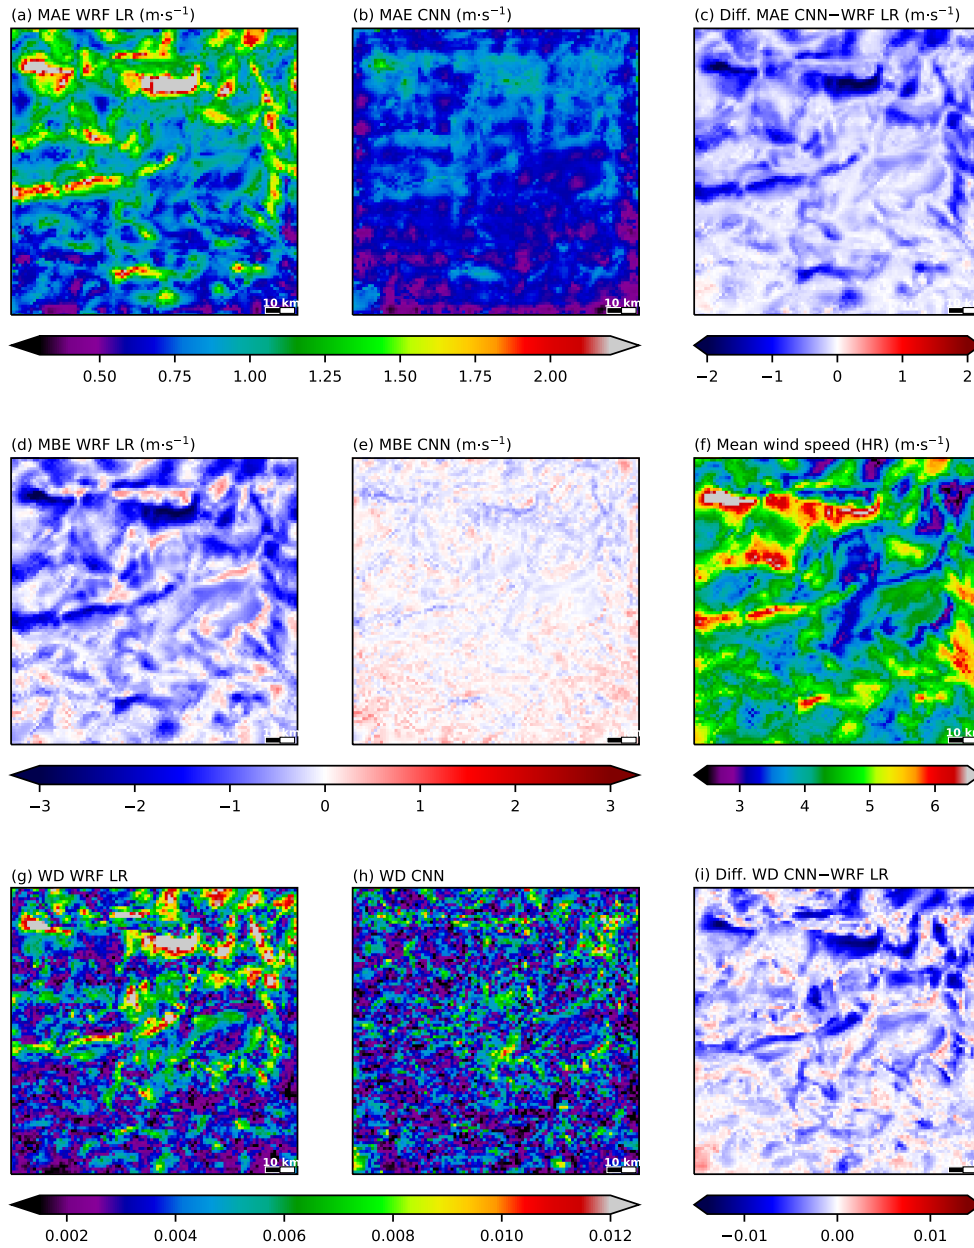 (a) MAE WRF LR (m·s⁻¹)
(b) MAE CNN (m·s⁻¹)
(c) Diff. MAE CNN−WRF LR (m·s⁻¹)
10 km
10 km
0.50 0.75 1.00 1.25 1.50 1.75 2.00
−2 −1 0 1 2
(d) MBE WRF LR (m·s⁻¹)
(e) MBE CNN (m·s⁻¹)
(f) Mean wind speed (HR) (m·s⁻¹)
10 km
−3 −2 −1 0 1 2 3
3 4 5 6
(g) WD WRF LR
(h) WD CNN
(i) Diff. WD CNN−WRF LR
10 km
10 km
0.002 0.004 0.006 0.008 0.010 0.012
−0.01 0.00 0.01